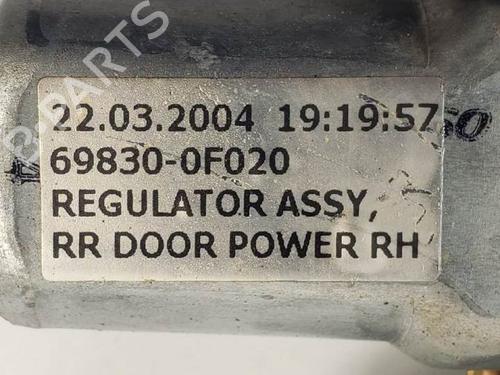 22.03.2004 19:19:57
69830-0F020
REGULATOR ASSY,
RR DOOR POWER RH